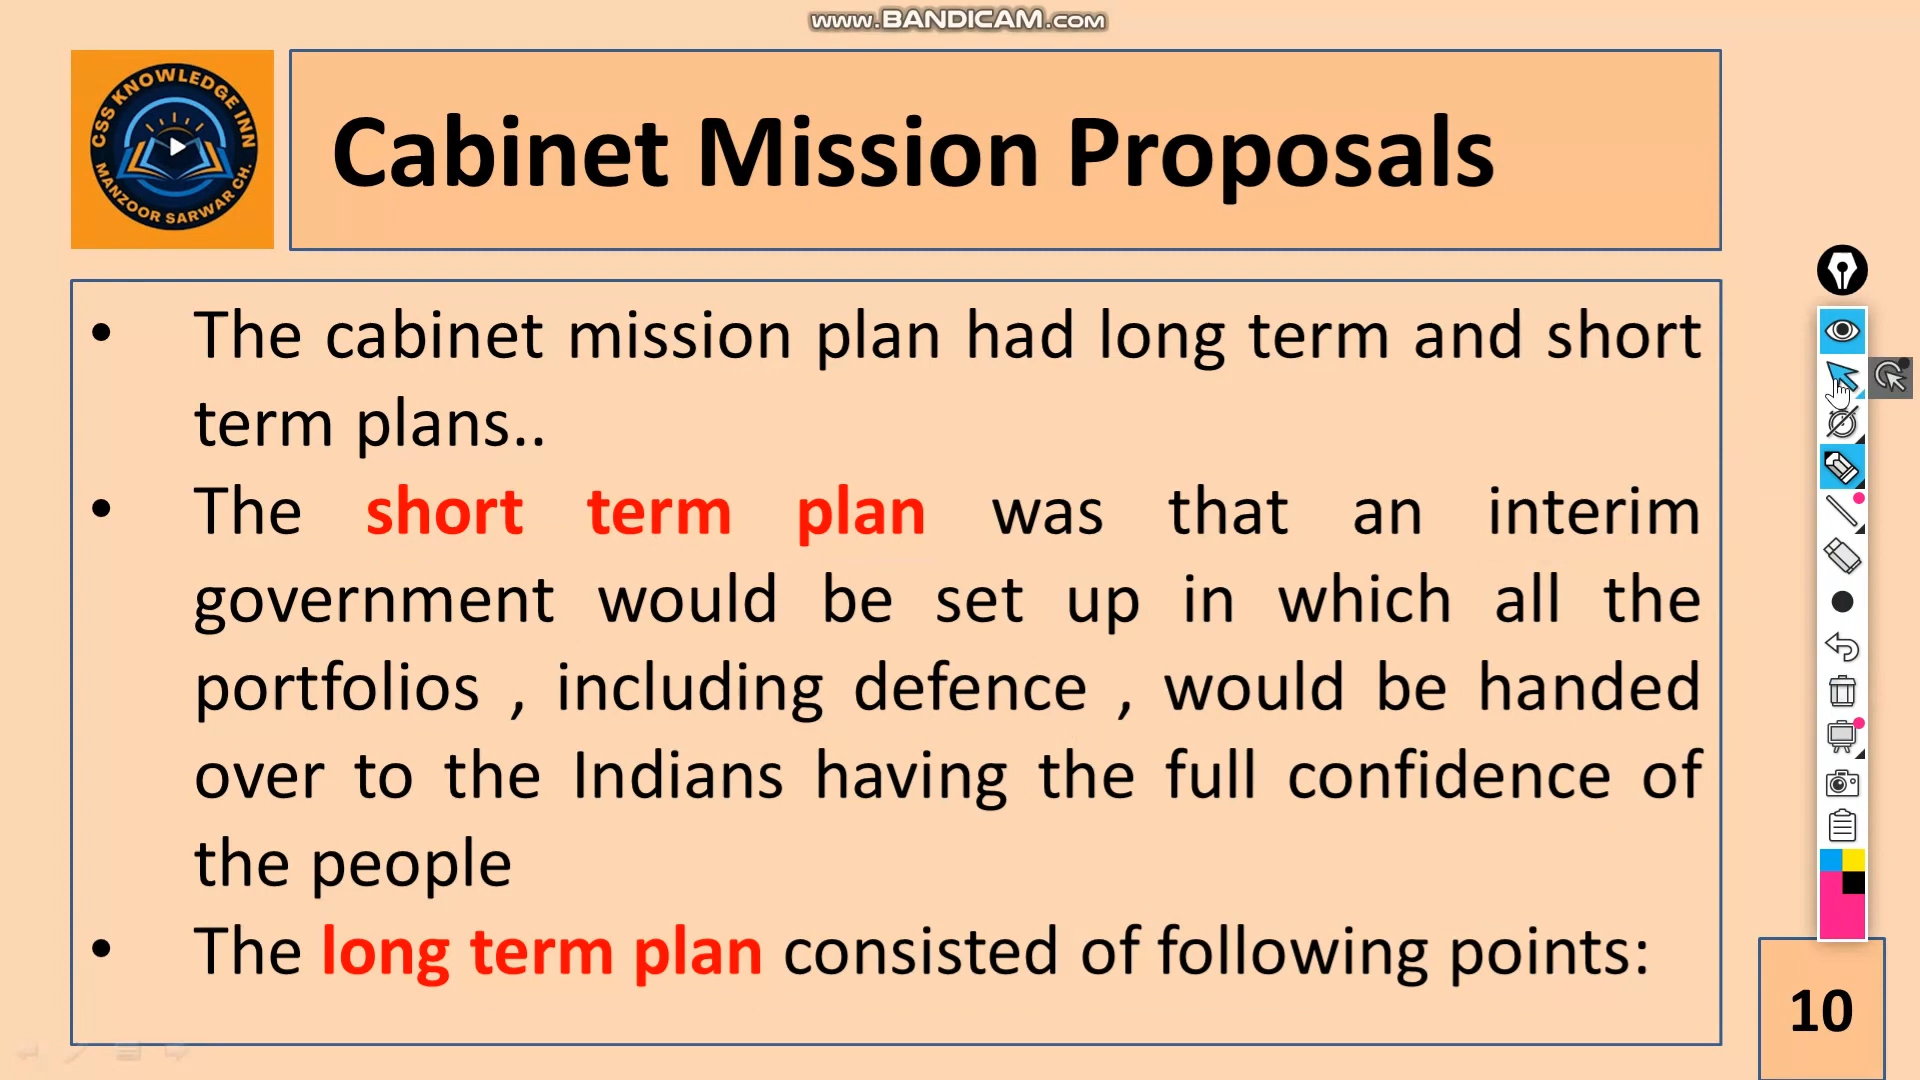 www.BANDICAM.com
CSS KNOWLEDGE INN
MANZOOR SARWAR CH.
Cabinet Mission Proposals
• The cabinet mission plan had long term and short
term plans..
• The short term plan was that an interim
government would be set up in which all the
portfolios , including defence , would be handed
over to the Indians having the full confidence of
the people
• The long term plan consisted of following points:
10